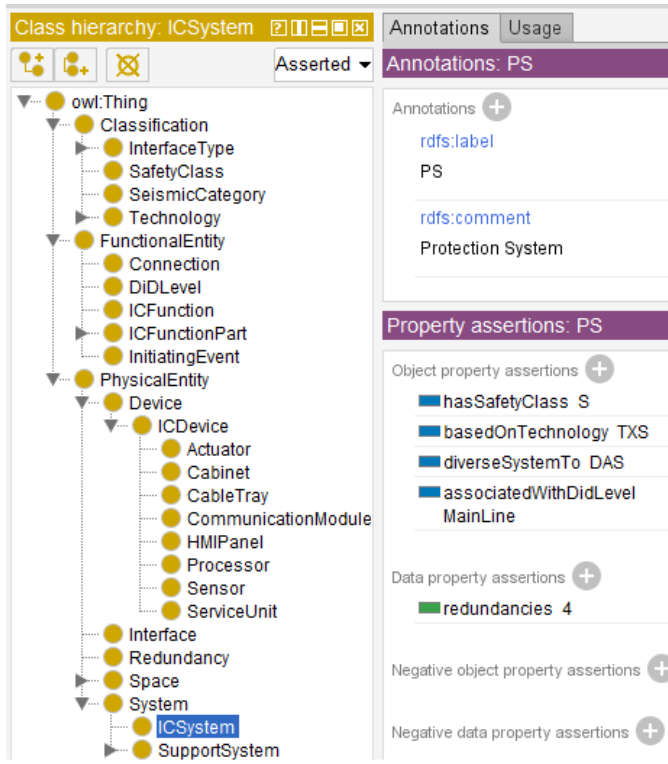 Class hierarchy: ICSystem
Asserted
owl:Thing
Classification
InterfaceType
SafetyClass
SeismicCategory
Technology
FunctionalEntity
Connection
DiDLevel
ICFunction
ICFunctionPart
InitiatingEvent
PhysicalEntity
Device
ICDevice
Actuator
Cabinet
CableTray
CommunicationModule
HMIPanel
Processor
Sensor
ServiceUnit
Interface
Redundancy
Space
System
ICSystem
SupportSystem
Annotations Usage
Annotations: PS
Annotations
rdfs:label
PS
rdfs:comment
Protection System
Property assertions: PS
Object property assertions
hasSafetyClass S
basedOnTechnology TXS
diverseSystemTo DAS
associatedWithDidLevel
MainLine
Data property assertions
redundancies 4
Negative object property assertions
Negative data property assertions